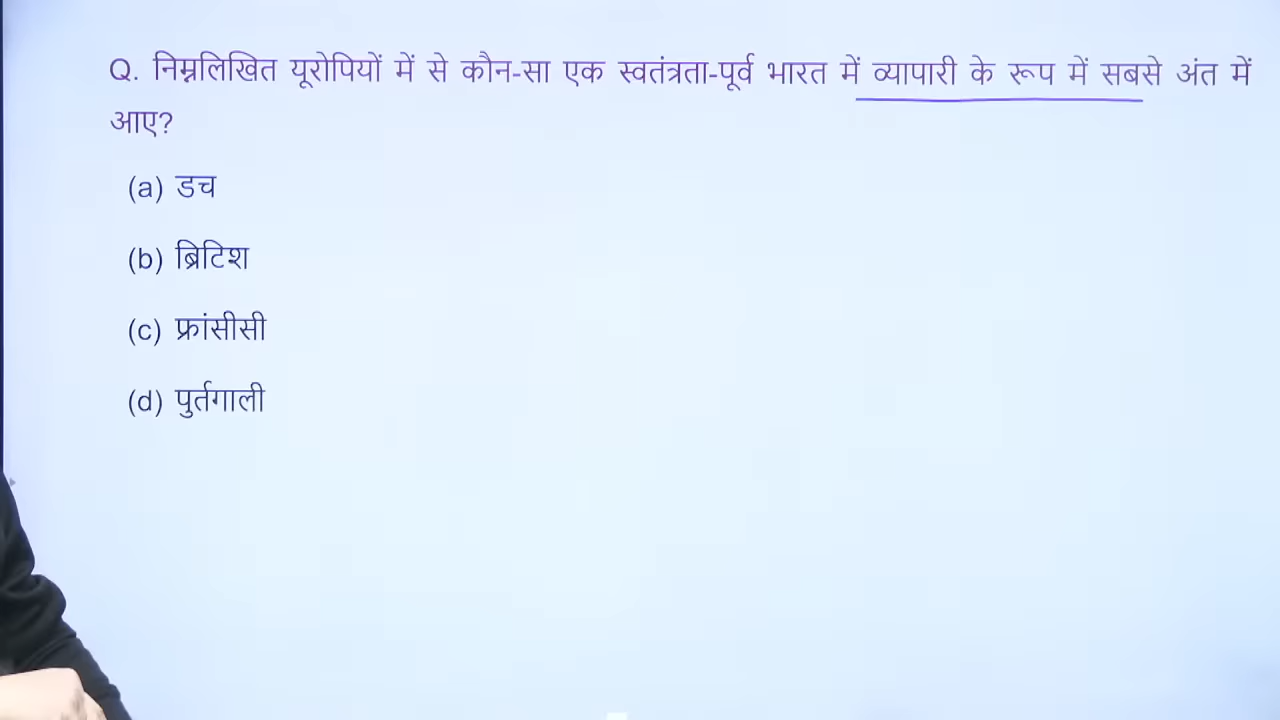 Q. निम्नलिखित यूरोपियों में से कौन-सा एक स्वतंत्रता-पूर्व भारत में व्यापारी के रूप में सबसे अंत में
आए?
(a) डच
(b) ब्रिटिश
(c) फ्रांसीसी
(d) पुर्तगाली